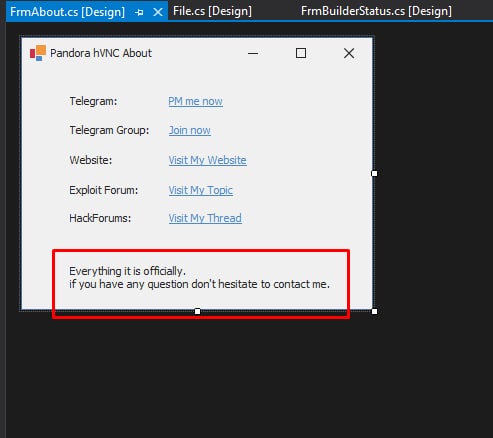 FrmAbout.cs [Design]
File.cs [Design]
FrmBuilderStatus.cs [Design]
Pandora hVNC About
Telegram: PM me now
Telegram Group: Join now
Website: Visit My Website
Exploit Forum: Visit My Topic
HackForums: Visit My Thread
Everything it is officially.
if you have any question don't hesitate to contact me.